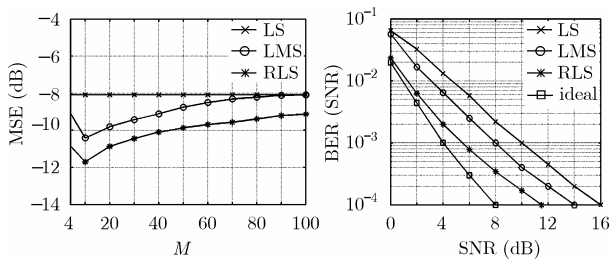 −4
−6
−8
−10
−12
−14
MSE (dB)
LS
LMS
RLS
4
20
40
60
80
100
M
10−1
10−2
10−3
10−4
BER (SNR)
LS
LMS
RLS
ideal
0
4
8
12
16
SNR (dB)